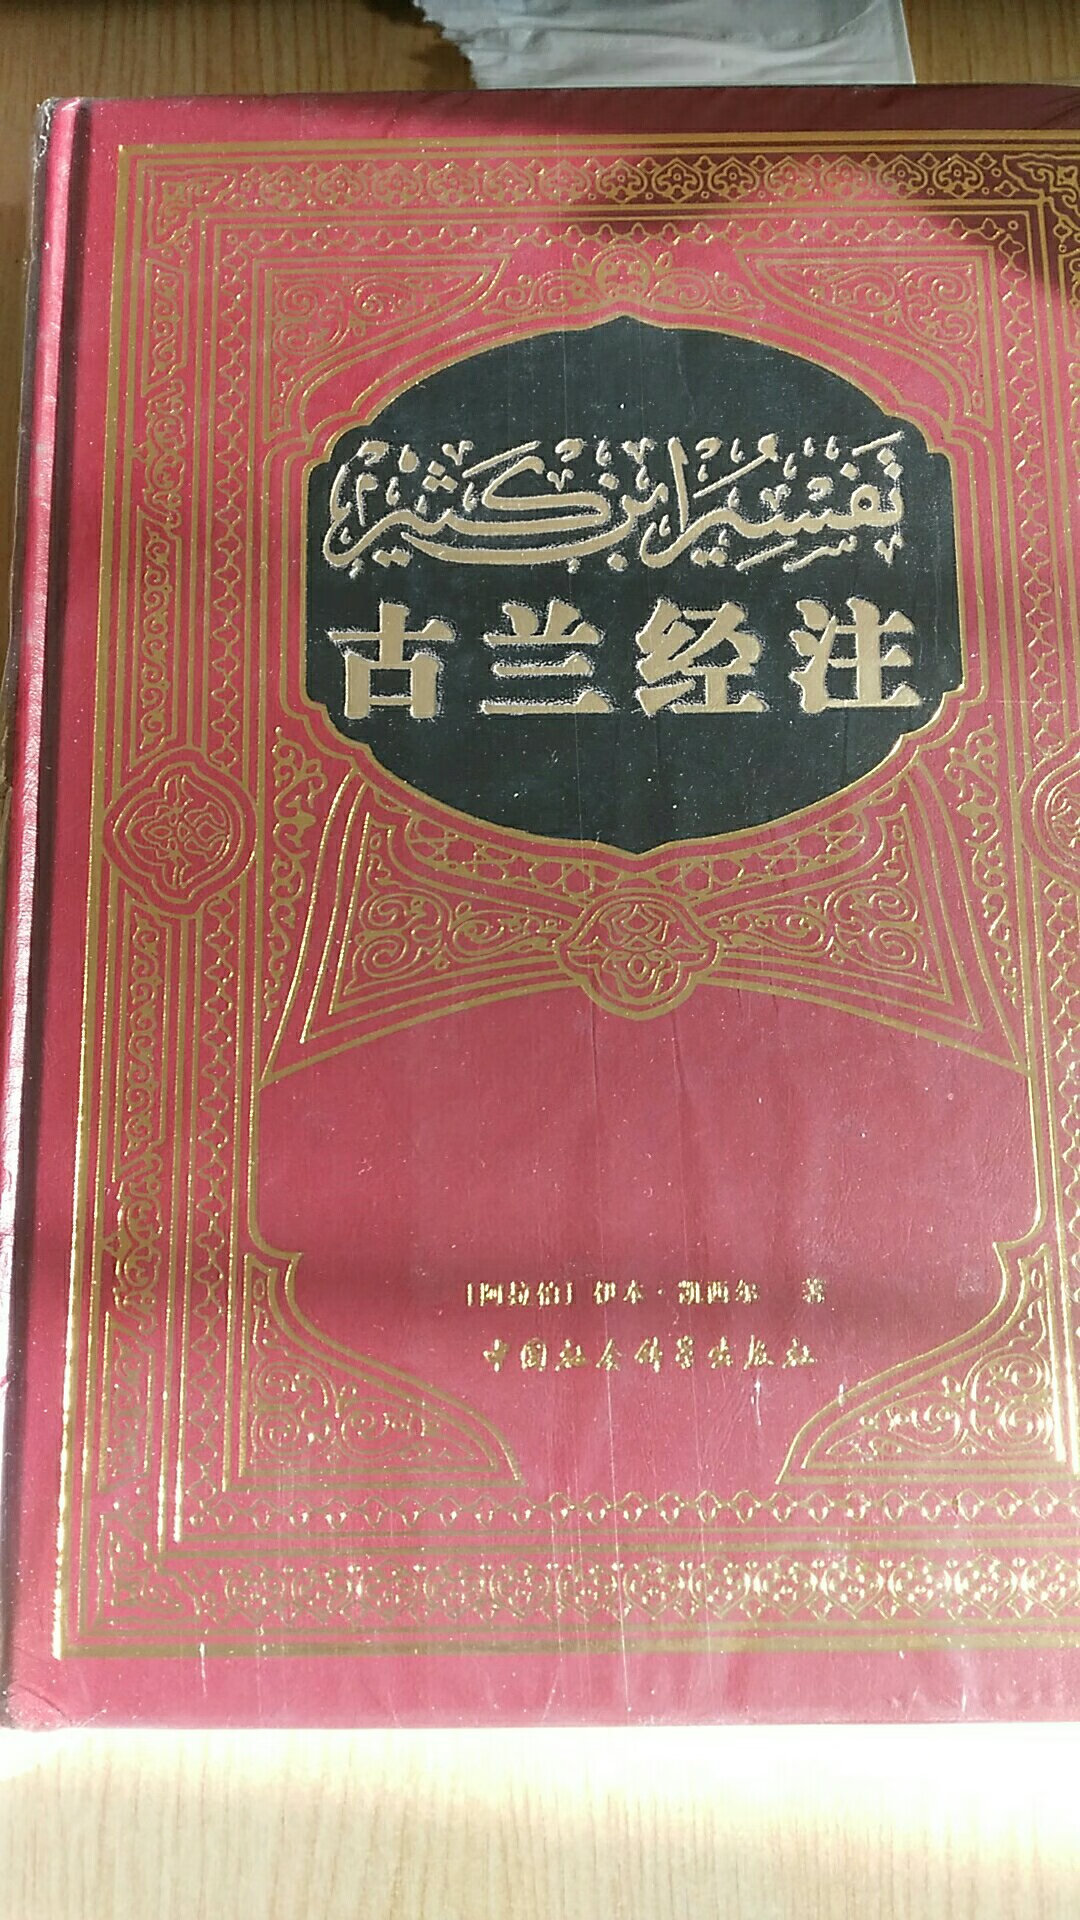 تفسير ابن كثير
古兰经注
[阿拉伯] 伊本·凯西尔 著
中国社会科学出版社